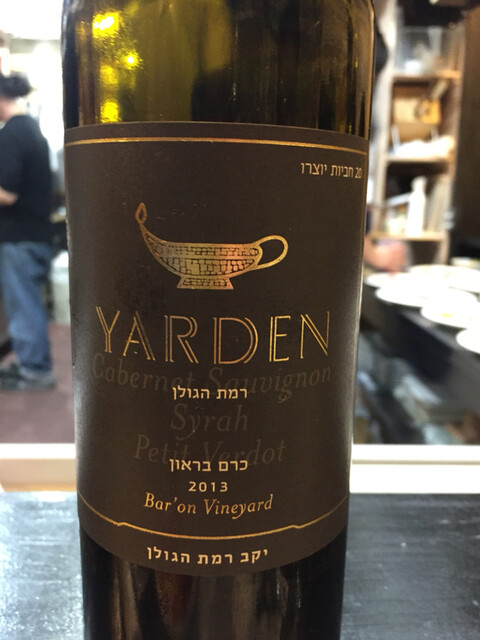 20 חביות יוצרו
YARDEN
Cabernet Sauvignon
רמת הגולן
Syrah
Petit Verdot
כרם בראון
2013
Bar'on Vineyard
יקב רמת הגולן